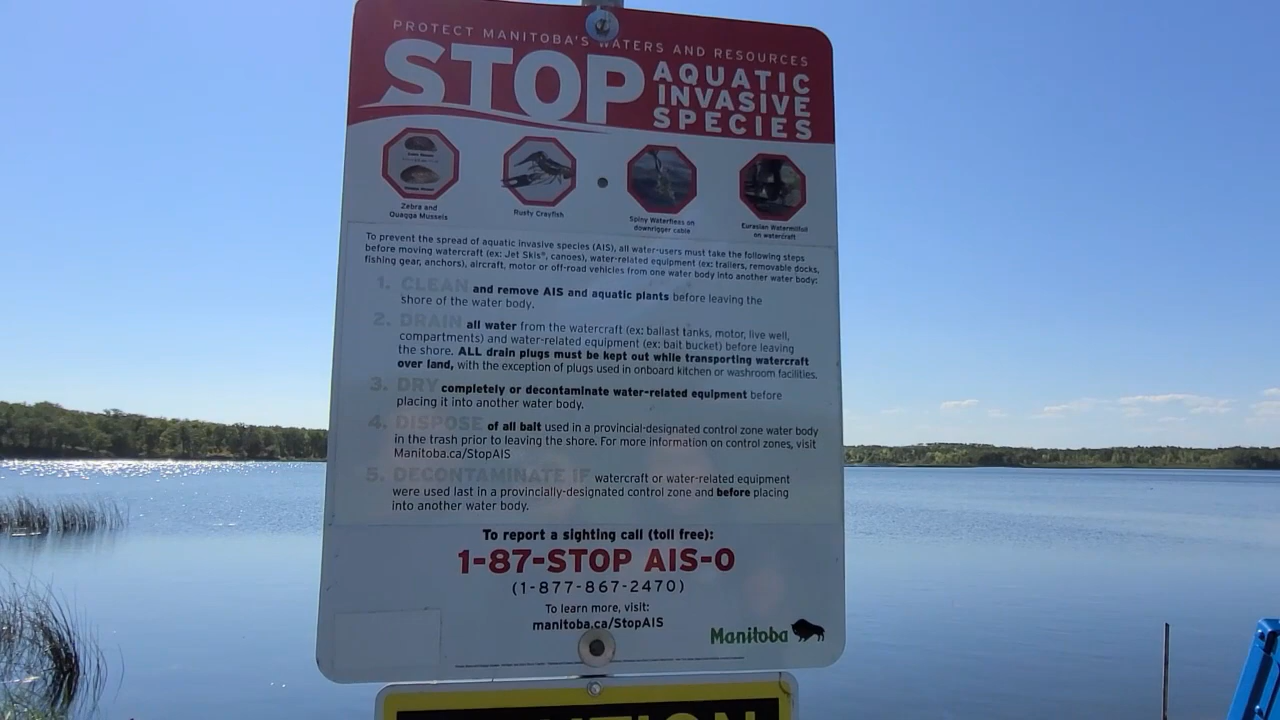 PROTECT MANITOBA'S WATERS AND RESOURCES
STOP AQUATIC
INVASIVE
SPECIES
Zebra and
Quagga Mussels
Rusty Crayfish
Spiny Waterfleas on
downrigger cable
Eurasian Watermilfoil
on watercraft
To prevent the spread of aquatic invasive species (AIS), all water-users must take the following steps
before moving watercraft (ex: Jet Skis®, canoes), water-related equipment (ex: trailers, removable docks,
fishing gear, anchors), aircraft, motor or off-road vehicles from one water body into another water body:
1. CLEAN and remove AIS and aquatic plants before leaving the
shore of the water body.
2. DRAIN all water from the watercraft (ex: ballast tanks, motor, live well,
compartments) and water-related equipment (ex: bait bucket) before leaving
the shore. ALL drain plugs must be kept out while transporting watercraft
over land, with the exception of plugs used in onboard kitchen or washroom facilities.
3. DRY completely or decontaminate water-related equipment before
placing it into another water body.
4. DISPOSE of all bait used in a provincial-designated control zone water body
in the trash prior to leaving the shore. For more information on control zones, visit
Manitoba.ca/StopAIS
5. DECONTAMINATE IF watercraft or water-related equipment
were used last in a provincially-designated control zone and before placing
into another water body.
To report a sighting call (toll free):
1-87-STOP AIS-0
(1-877-867-2470)
To learn more, visit:
manitoba.ca/StopAIS
Manitoba